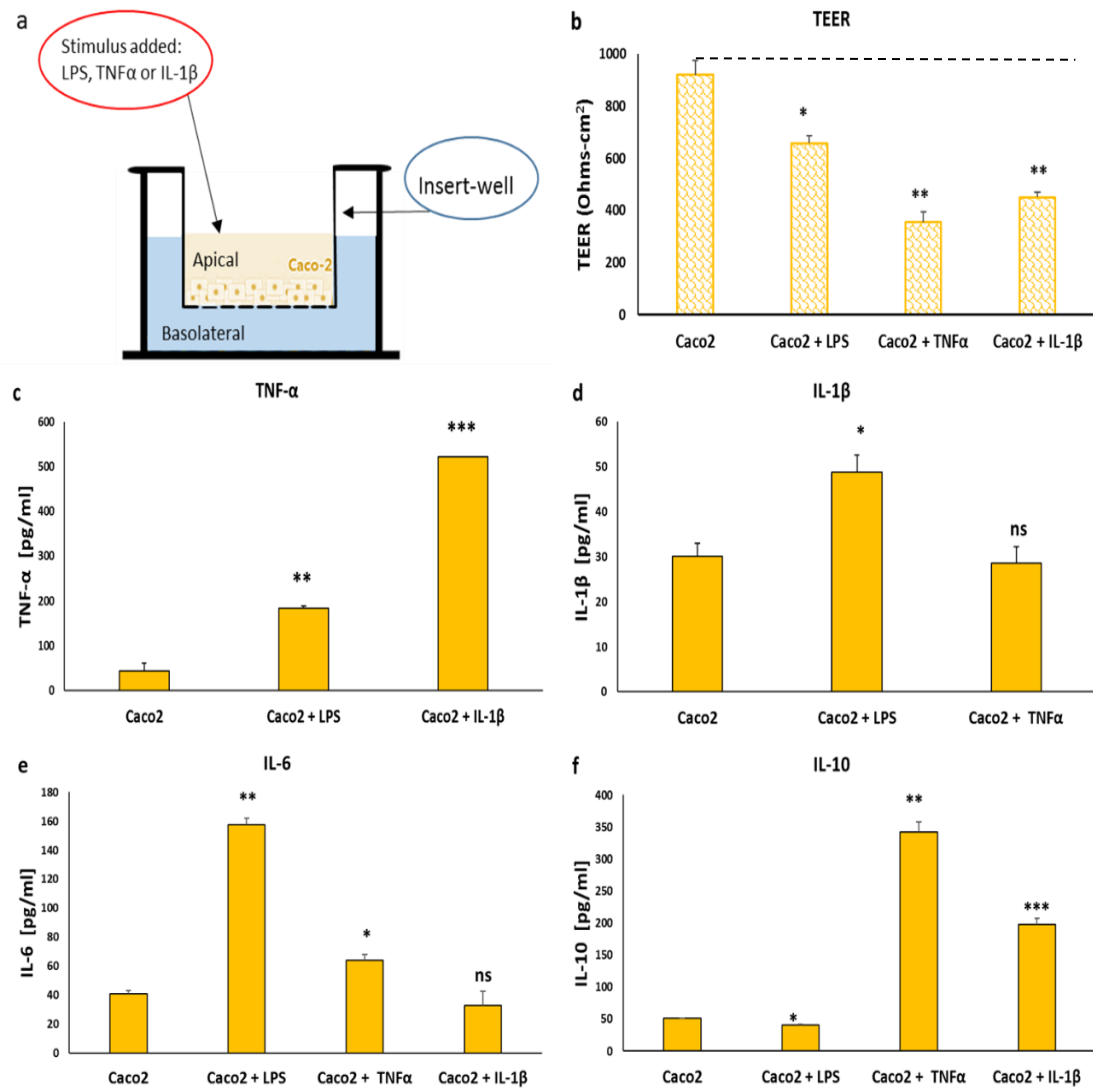 a
Stimulus added:
LPS, TNFα or IL-1β
Insert-well
Apical
Caco-2
Basolateral
b
TEER
TEER (Ohms-cm²)
1000
800
600
400
200
0
*
**
**
Caco2
Caco2 + LPS
Caco2 + TNFα
Caco2 + IL-1β
c
TNF-α
TNF-α [pg/ml]
600
500
400
300
200
100
0
**
***
Caco2
Caco2 + LPS
Caco2 + IL-1β
d
IL-1β
IL-1β [pg/ml]
60
50
40
30
20
10
0
*
ns
Caco2
Caco2 + LPS
Caco2 + TNFα
e
IL-6
IL-6 [pg/ml]
180
160
140
120
100
80
60
40
20
0
**
*
ns
Caco2
Caco2 + LPS
Caco2 + TNFα
Caco2 + IL-1β
f
IL-10
IL-10 [pg/ml]
400
350
300
250
200
150
100
50
0
*
**
***
Caco2
Caco2 + LPS
Caco2 + TNFα
Caco2 + IL-1β